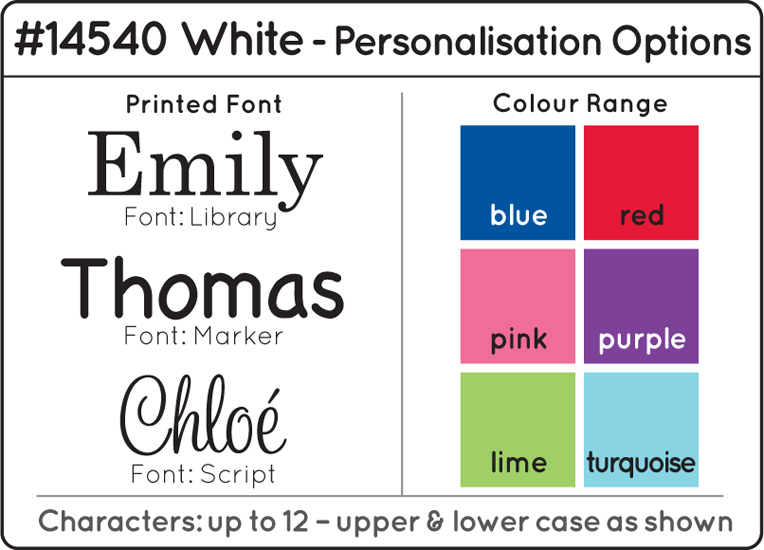 #14540 White - Personalisation Options
Printed Font
Emily
Font: Library
Thomas
Font: Marker
Chloé
Font: Script
Colour Range
blue red
pink purple
lime turquoise
Characters: up to 12 – upper & lower case as shown